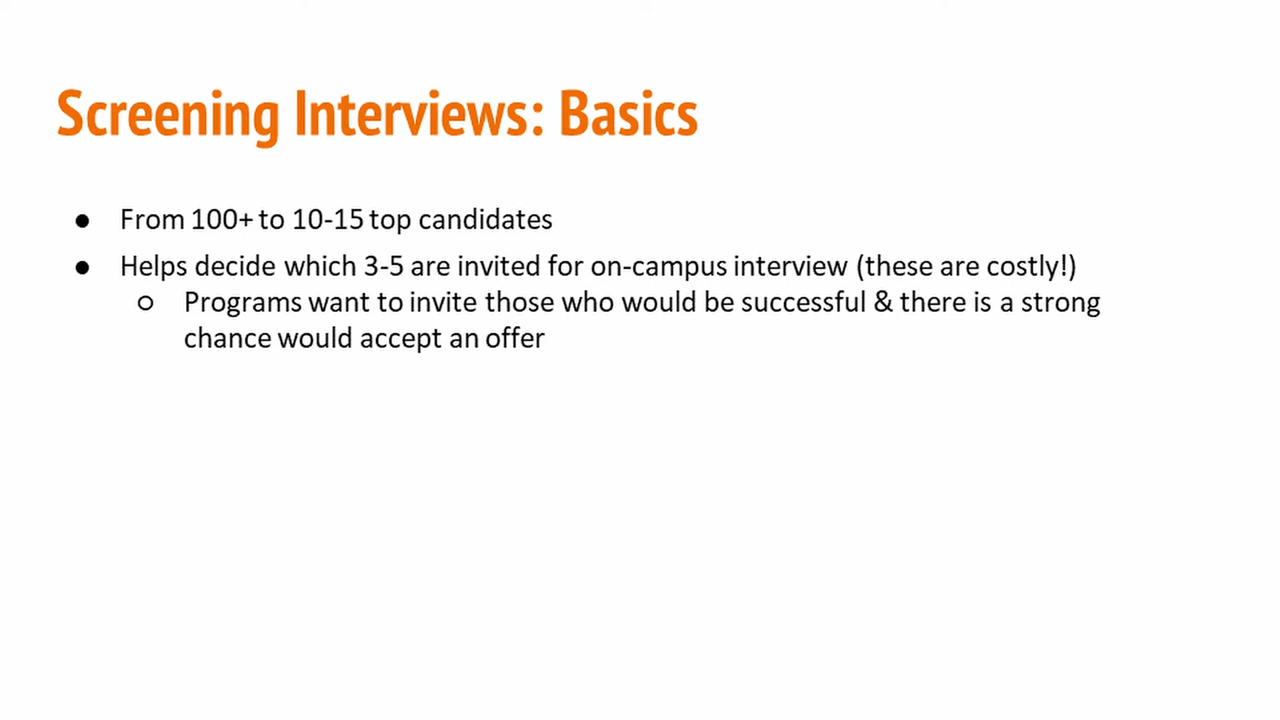 Screening Interviews: Basics
● From 100+ to 10-15 top candidates
● Helps decide which 3-5 are invited for on-campus interview (these are costly!)
○ Programs want to invite those who would be successful & there is a strong
chance would accept an offer